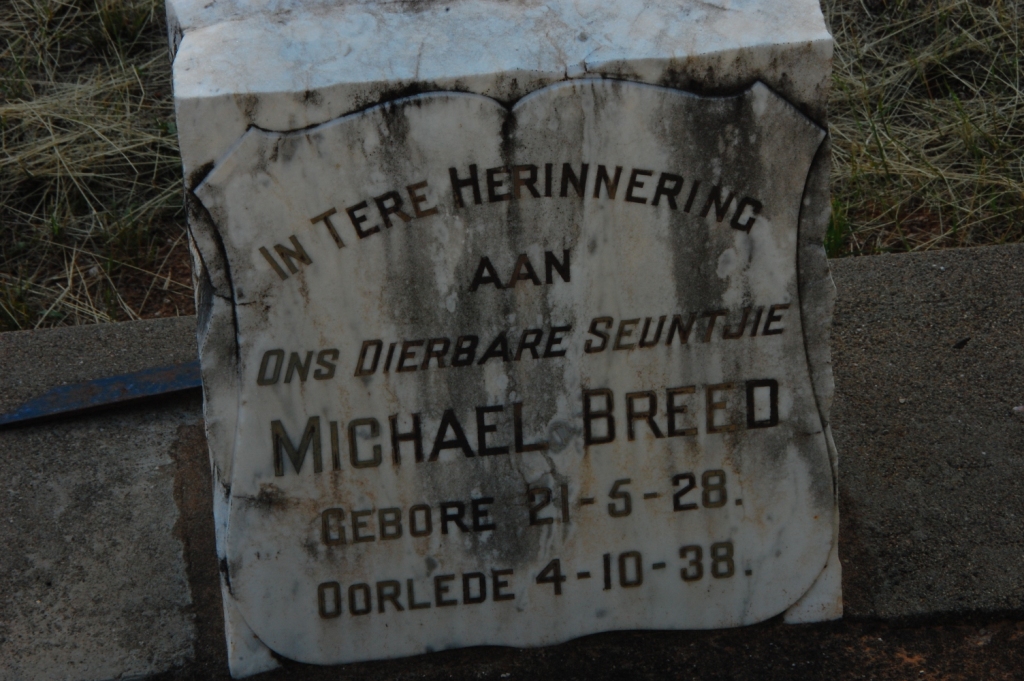 IN TERE HERINNERING
AAN
ONS DIERBARE SEUNTJIE
MICHAEL BREED
GEBORE 21-5-28.
OORLEDE 4-10-38.